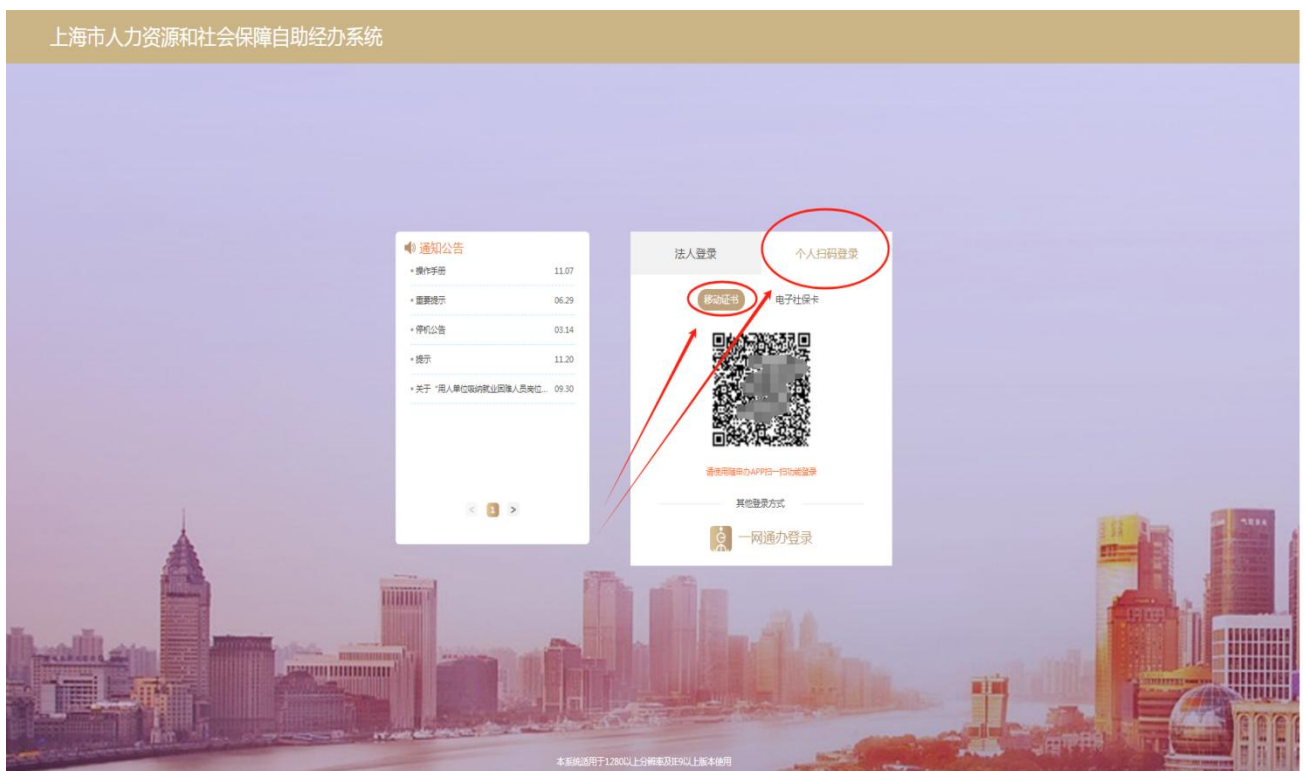 上海市人力资源和社会保障自助经办系统
通知公告
操作手册 11.07
重要提示 06.29
停机公告 03.14
提示 11.20
关于“用人单位吸纳就业困难人员岗位... 09.30
< 1 >
法人登录 个人扫码登录
移动证书 电子社保卡
请使用随申办APP扫一扫功能登录
其他登录方式
一网通办登录
本系统适用于1280以上分辨率及IE9以上版本使用